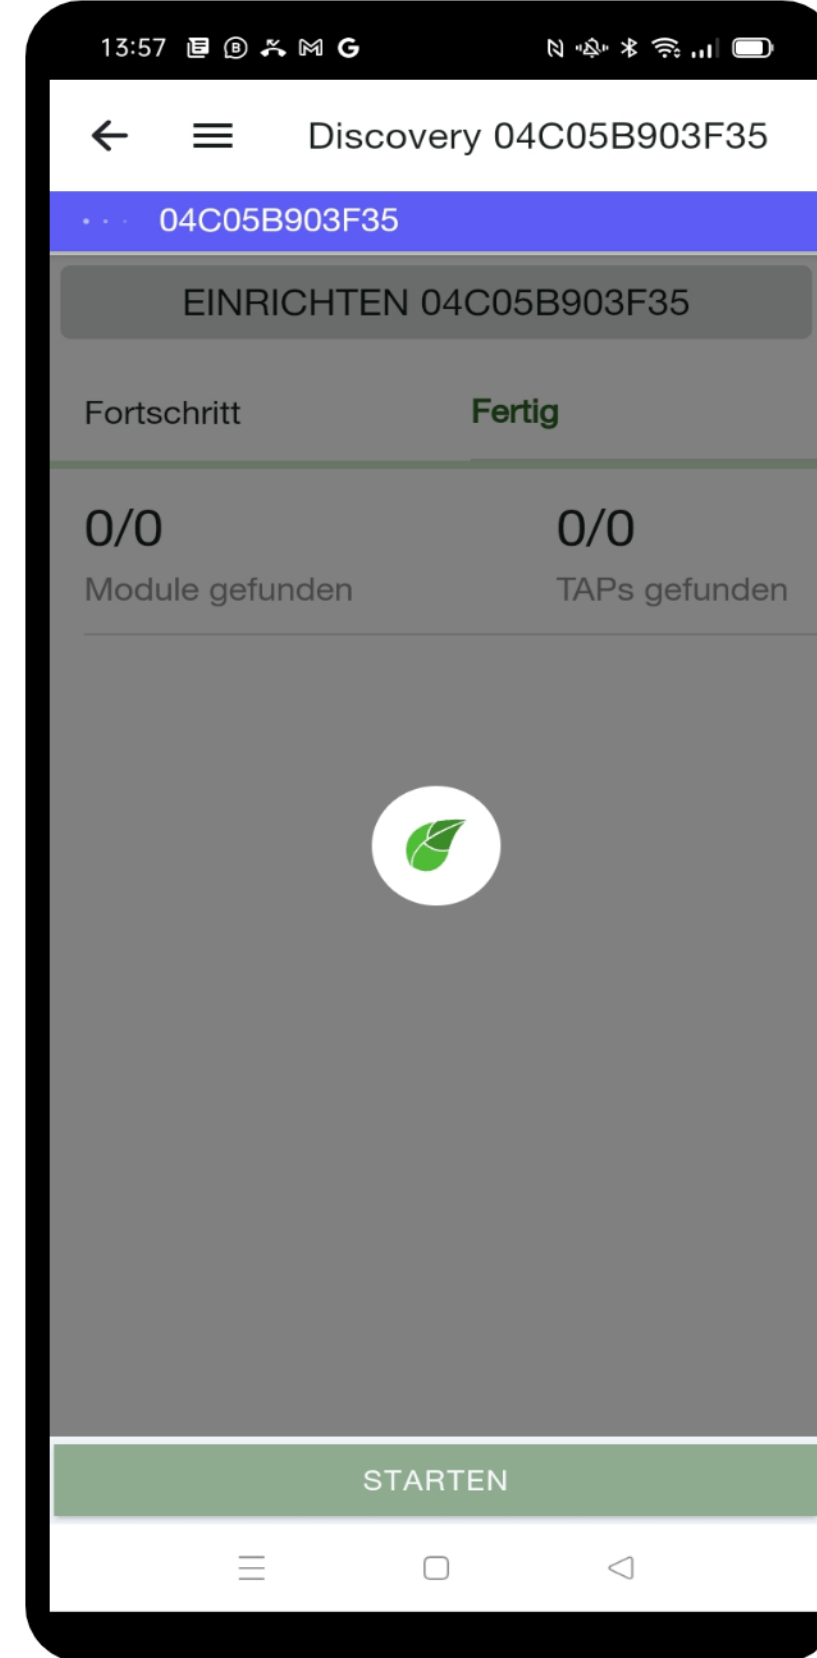 13:57
Discovery 04C05B903F35
04C05B903F35
EINRICHTEN 04C05B903F35
Fortschritt Fertig
0/0 0/0
Module gefunden TAPs gefunden
STARTEN